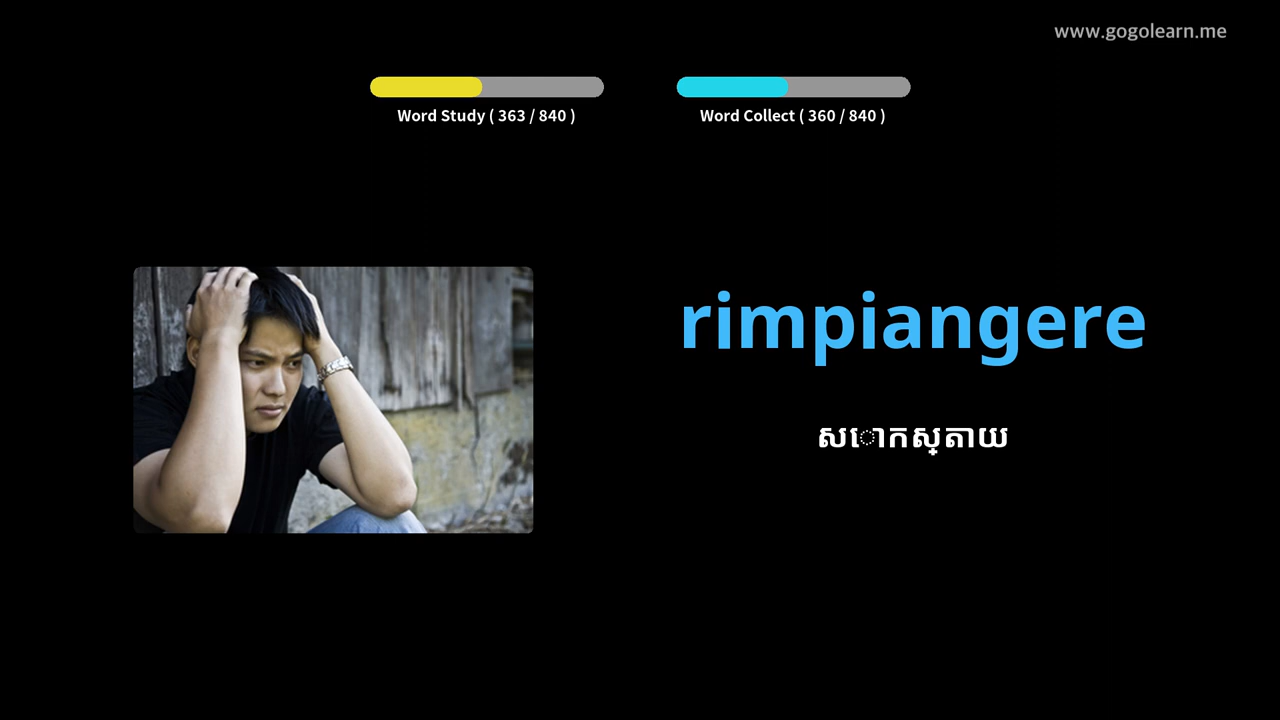 www.gogolearn.me
Word Study ( 363 / 840 )
Word Collect ( 360 / 840 )
rimpiangere
សោកស្តាយ